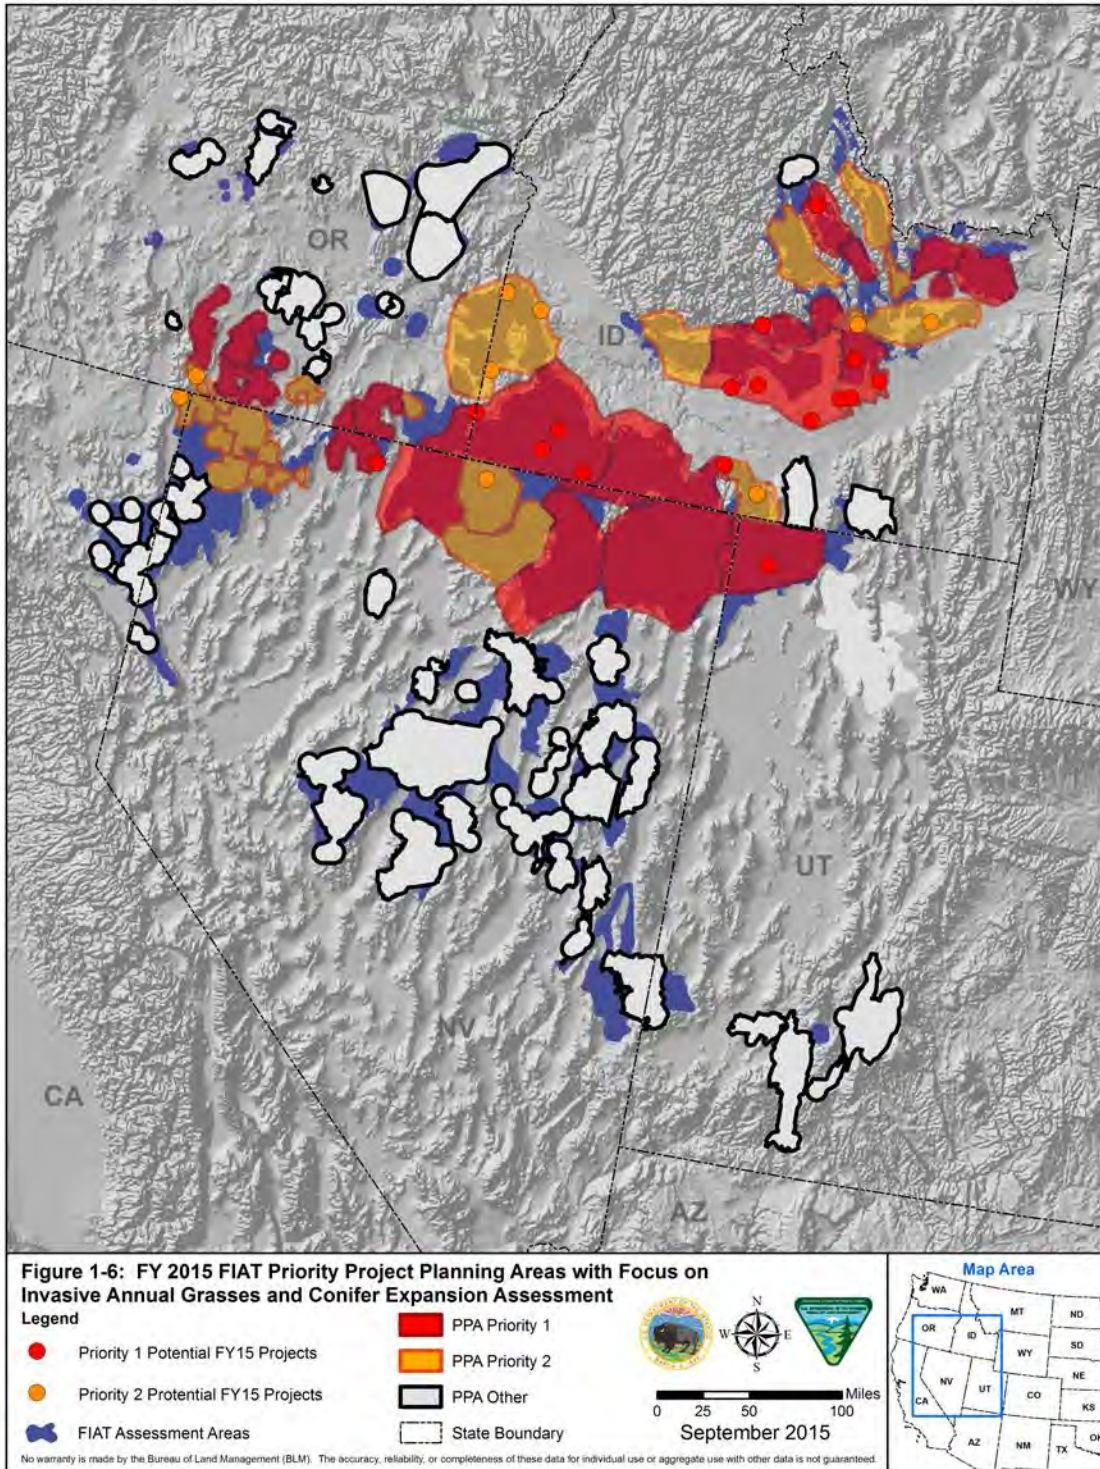 OR
ID
WY
UT
NV
CA
AZ
Figure 1-6: FY 2015 FIAT Priority Project Planning Areas with Focus on
Invasive Annual Grasses and Conifer Expansion Assessment
Legend
Priority 1 Potential FY15 Projects
Priority 2 Potential FY15 Projects
FIAT Assessment Areas
PPA Priority 1
PPA Priority 2
PPA Other
State Boundary
N
W
E
S
Miles
0 25 50 100
September 2015
No warranty is made by the Bureau of Land Management (BLM). The accuracy, reliability, or completeness of these data for individual use or aggregate use with other data is not guaranteed.
Map Area
WA
MT
ND
OR
ID
SD
WY
NE
NV
UT
CO
CA
KS
AZ
NM
OK
TX